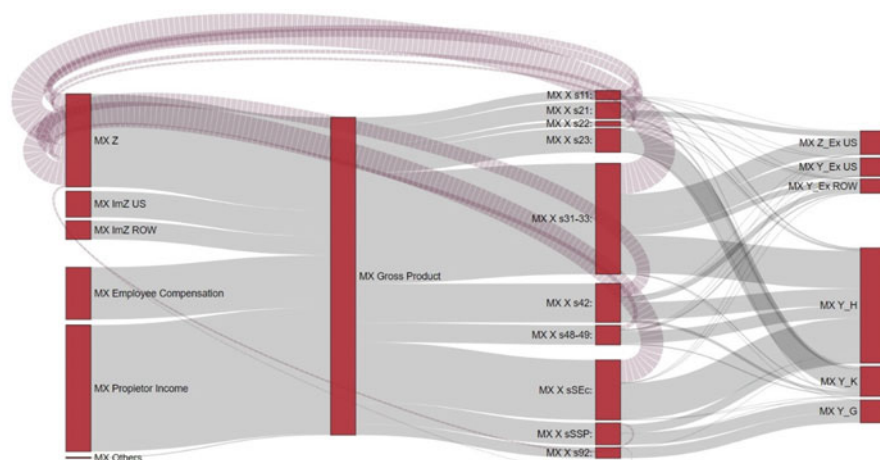 MX Z
MX ImZ US
MX ImZ ROW
MX Employee Compensation
MX Propietor Income
MX Others
MX Gross Product
MX X s11:
MX X s21:
MX X s22:
MX X s23:
MX X s31-33:
MX X s42:
MX X s48-49:
MX X sSEc:
MX X sSSP:
MX X s92:
MX Z_Ex US
MX Y_Ex US
MX Y_Ex ROW
MX Y_H
MX Y_K
MX Y_G